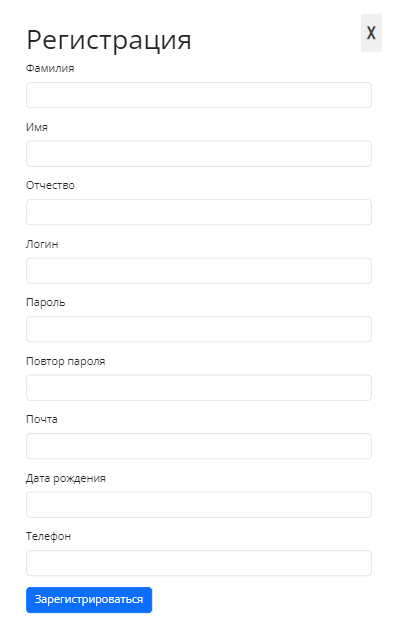 Регистрация
X
Фамилия
Имя
Отчество
Логин
Пароль
Повтор пароля
Почта
Дата рождения
Телефон
Зарегистрироваться